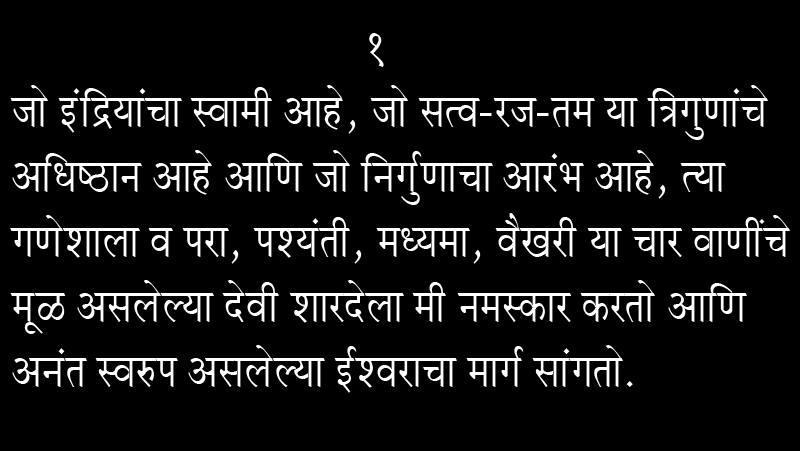 १
जो इंद्रियांचा स्वामी आहे, जो सत्व-रज-तम या त्रिगुणांचे
अधिष्ठान आहे आणि जो निर्गुणाचा आरंभ आहे, त्या
गणेशाला व परा, पश्यंती, मध्यमा, वैखरी या चार वाणींचे
मूळ असलेल्या देवी शारदेला मी नमस्कार करतो आणि
अनंत स्वरुप असलेल्या ईश्वराचा मार्ग सांगतो.